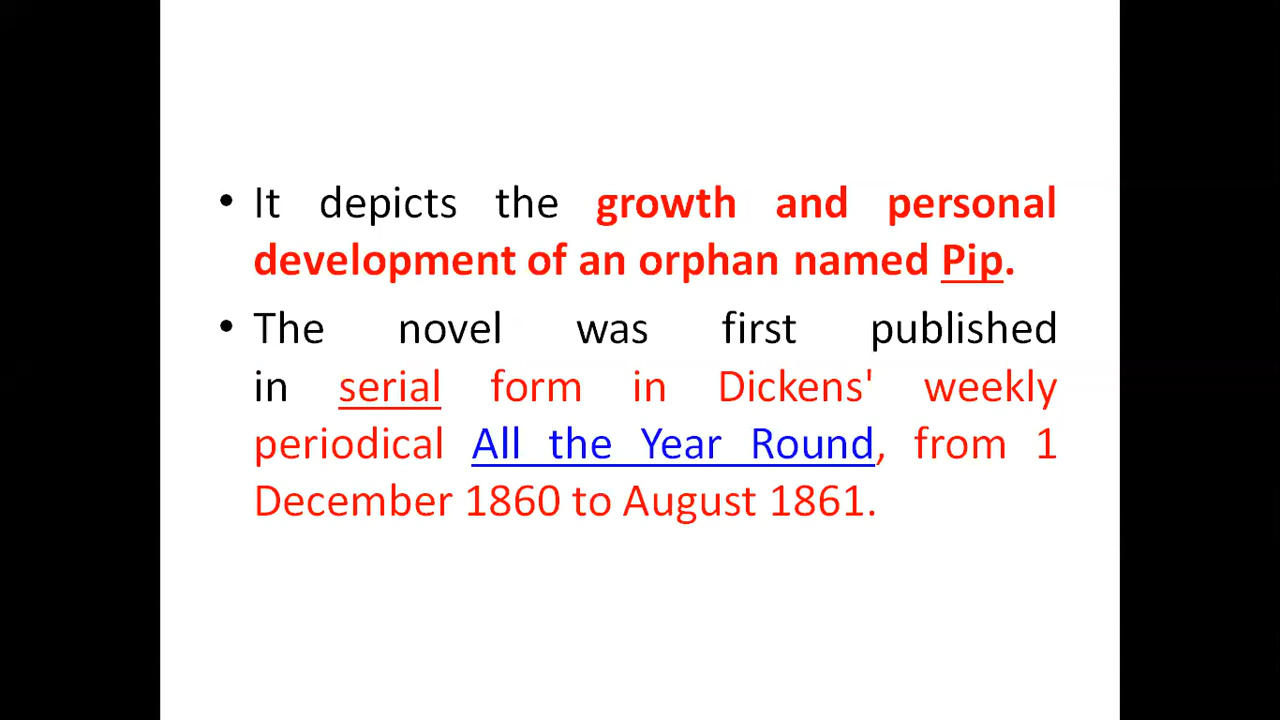 • It depicts the growth and personal
development of an orphan named Pip.
• The novel was first published
in serial form in Dickens' weekly
periodical All the Year Round, from 1
December 1860 to August 1861.